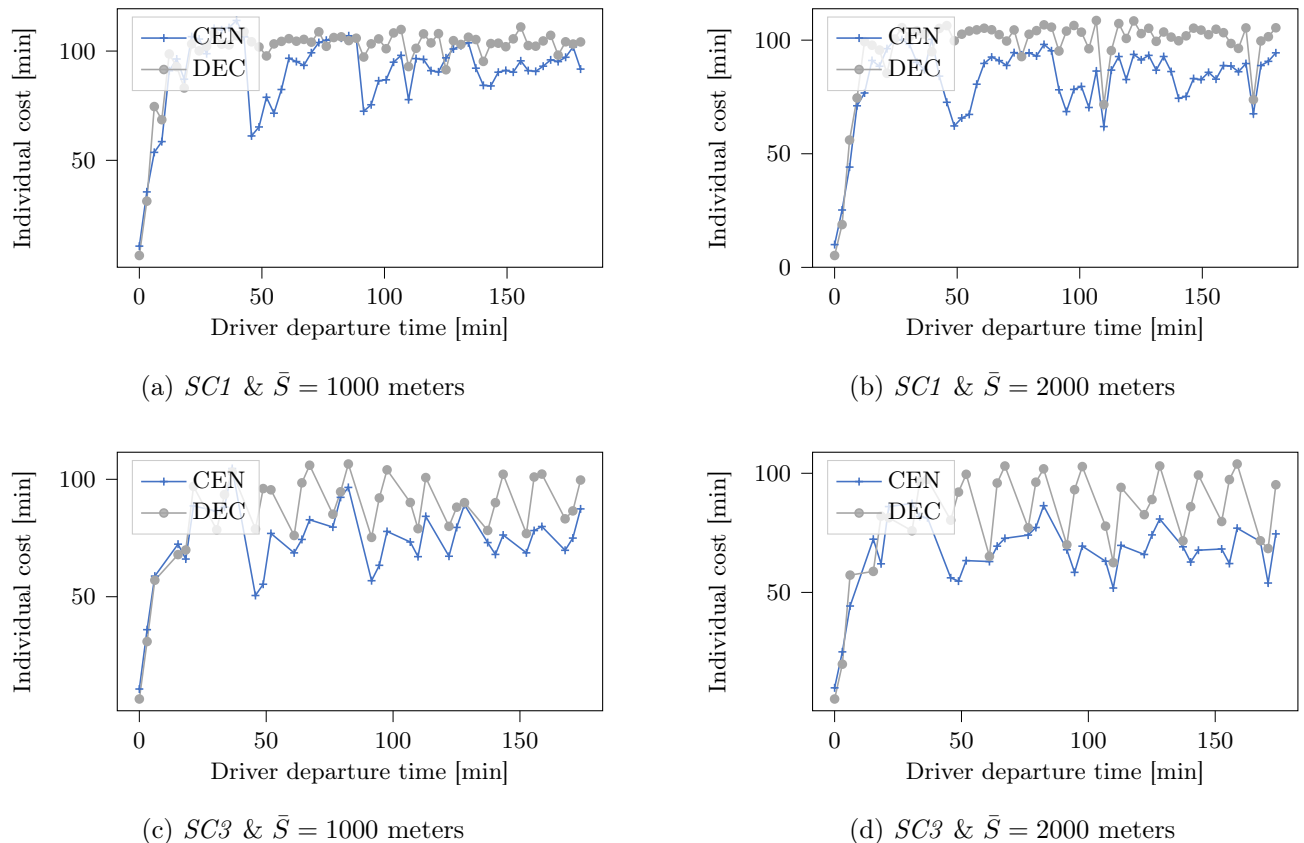 Individual cost [min]
100
50
CEN
DEC
0
50
100
150
Driver departure time [min]
(a) SC1 & S̄ = 1000 meters
Individual cost [min]
100
50
0
CEN
DEC
0
50
100
150
Driver departure time [min]
(b) SC1 & S̄ = 2000 meters
Individual cost [min]
100
50
CEN
DEC
0
50
100
150
Driver departure time [min]
(c) SC3 & S̄ = 1000 meters
Individual cost [min]
100
50
CEN
DEC
0
50
100
150
Driver departure time [min]
(d) SC3 & S̄ = 2000 meters